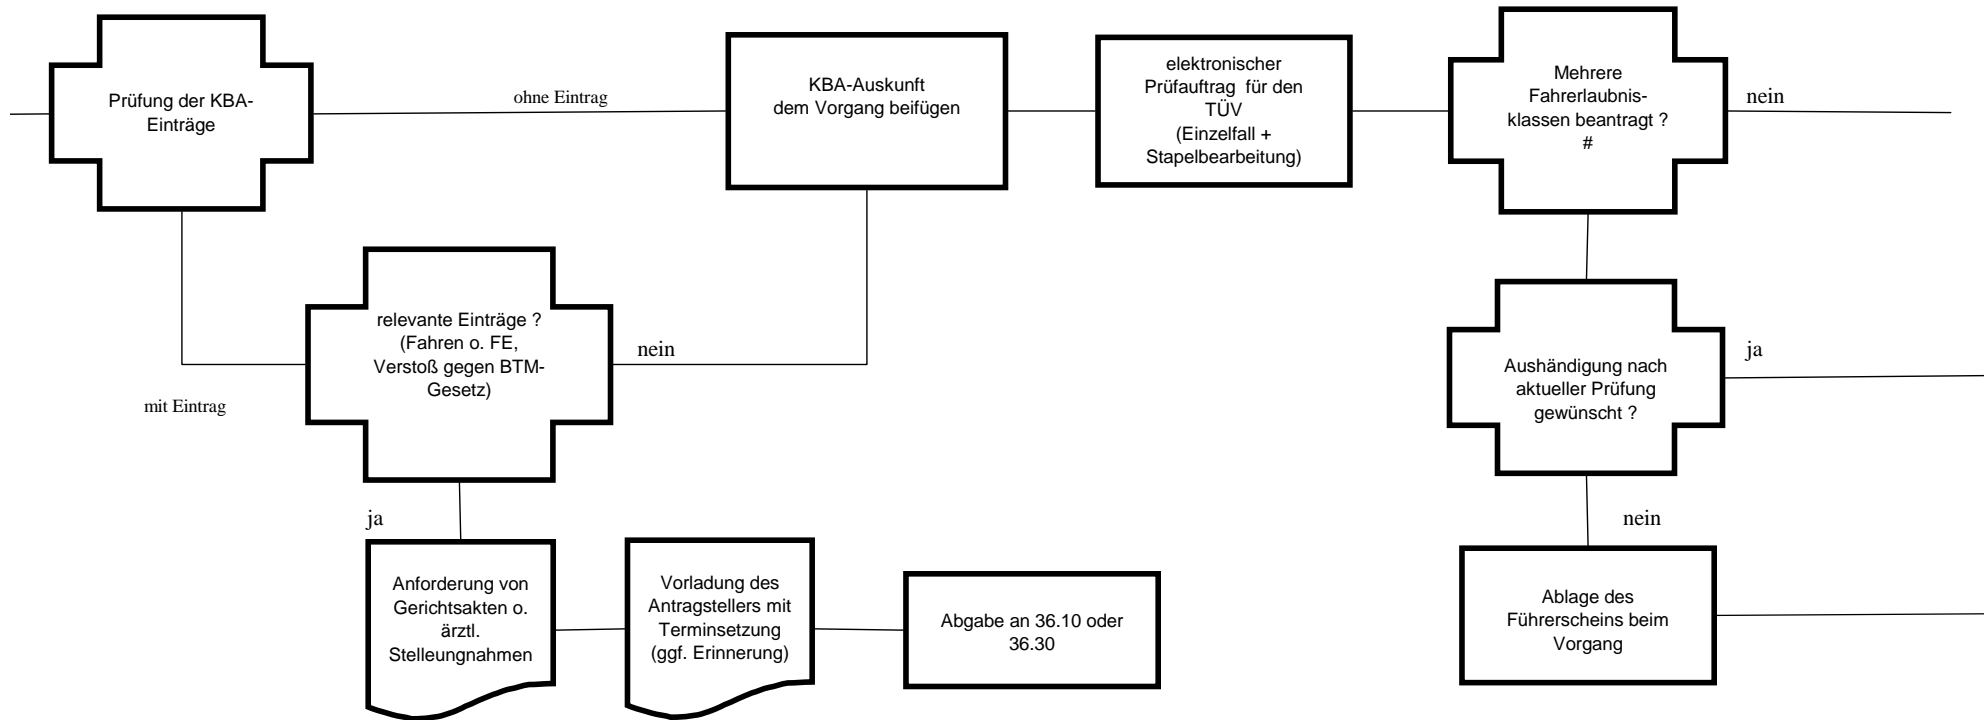 Prüfung der KBA-
Einträge
ohne Eintrag
KBA-Auskunft
dem Vorgang beifügen
elektronischer
Prüfauftrag für den
TÜV
(Einzelfall +
Stapelbearbeitung)
Mehrere
Fahrerlaubnis-
klassen beantragt ?
#
nein
relevante Einträge ?
(Fahren o. FE,
Verstoß gegen BTM-
Gesetz)
nein
mit Eintrag
Aushändigung nach
aktueller Prüfung
gewünscht ?
ja
ja
nein
Anforderung von
Gerichtsakten o.
ärztl.
Stelleungnahmen
Vorladung des
Antragstellers mit
Terminsetzung
(ggf. Erinnerung)
Abgabe an 36.10 oder
36.30
Ablage des
Führerscheins beim
Vorgang